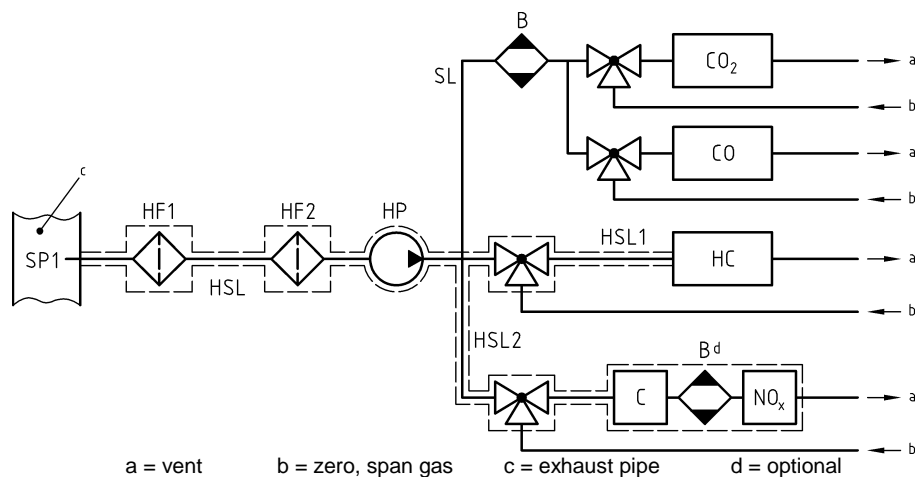 B
SL
CO₂
a
b
CO
a
b
c
SP1
HF1
HSL
HF2
HP
HSL1
HC
a
b
HSL2
Bᵈ
C
NOₓ
a
b
a = vent b = zero, span gas c = exhaust pipe d = optional